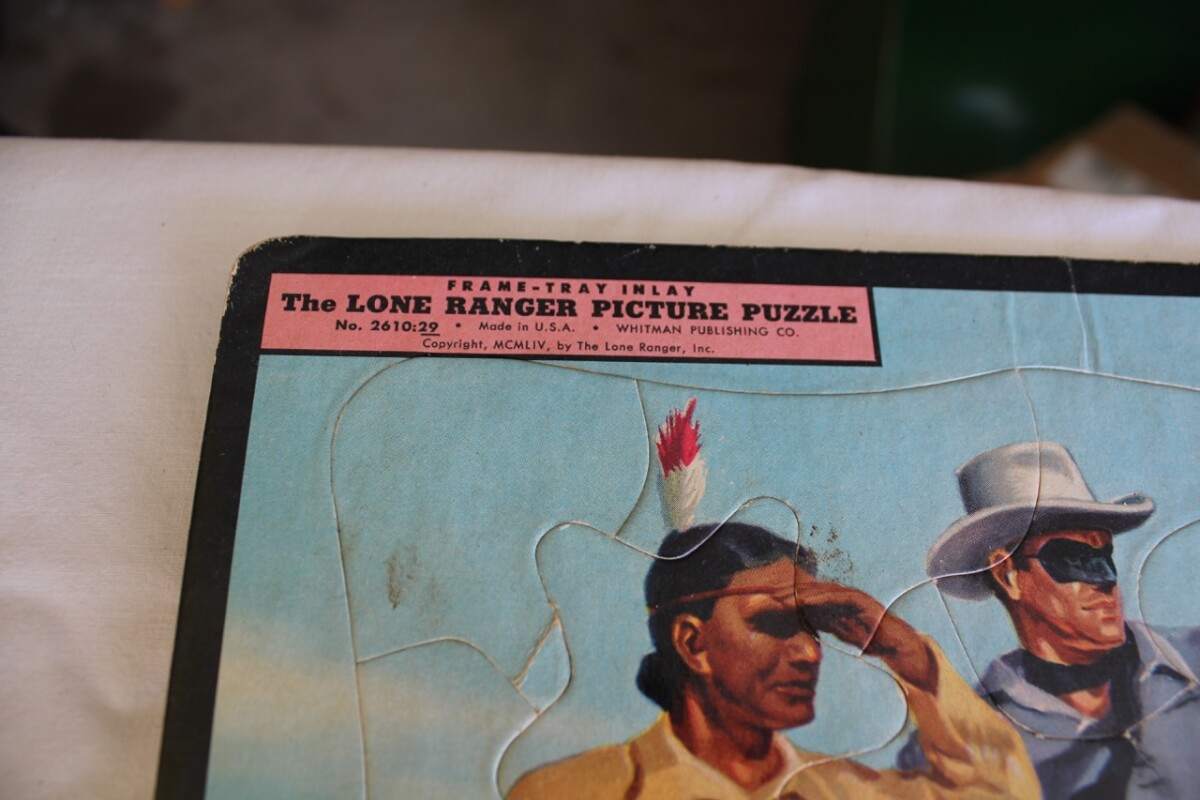 FRAME-TRAY INLAY
The LONE RANGER PICTURE PUZZLE
No. 2610:29 • Made in U.S.A. • WHITMAN PUBLISHING CO.
Copyright, MCMLIV, by The Lone Ranger, Inc.